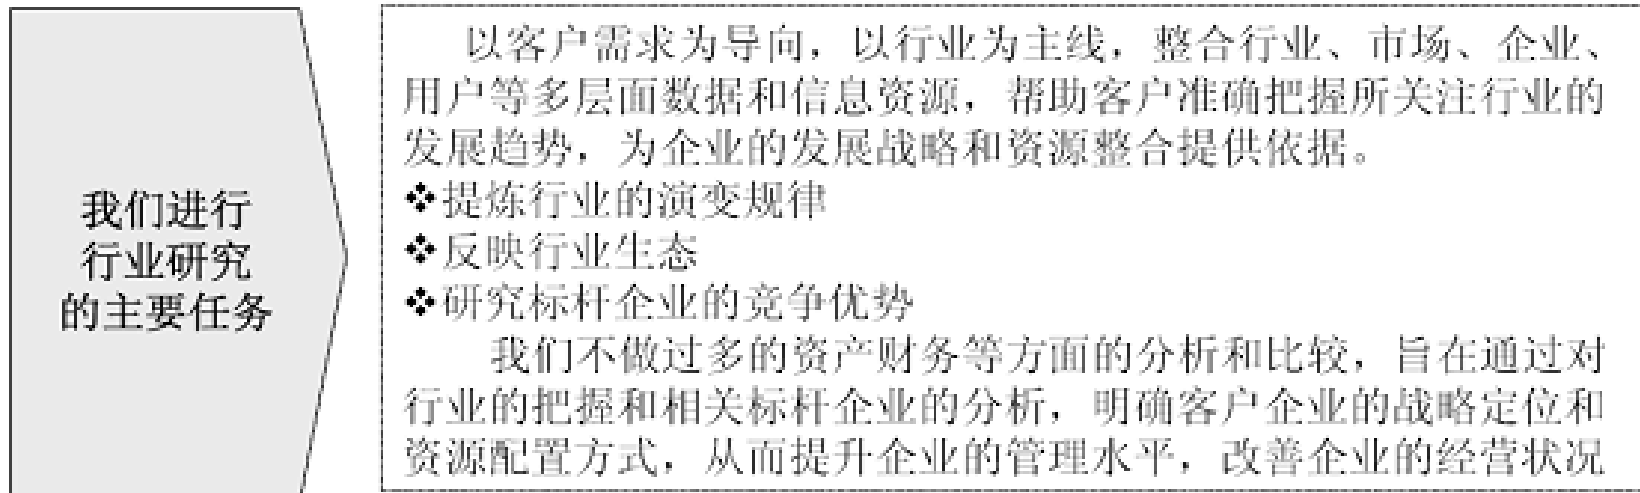 我们进行
行业研究
的主要任务
以客户需求为导向，以行业为主线，整合行业、市场、企业、
用户等多层面数据和信息资源，帮助客户准确把握所关注行业的
发展趋势，为企业的发展战略和资源整合提供依据。
❖提炼行业的演变规律
❖反映行业生态
❖研究标杆企业的竞争优势
我们不做过多的资产财务等方面的分析和比较，旨在通过对
行业的把握和相关标杆企业的分析，明确客户企业的战略定位和
资源配置方式，从而提升企业的管理水平，改善企业的经营状况